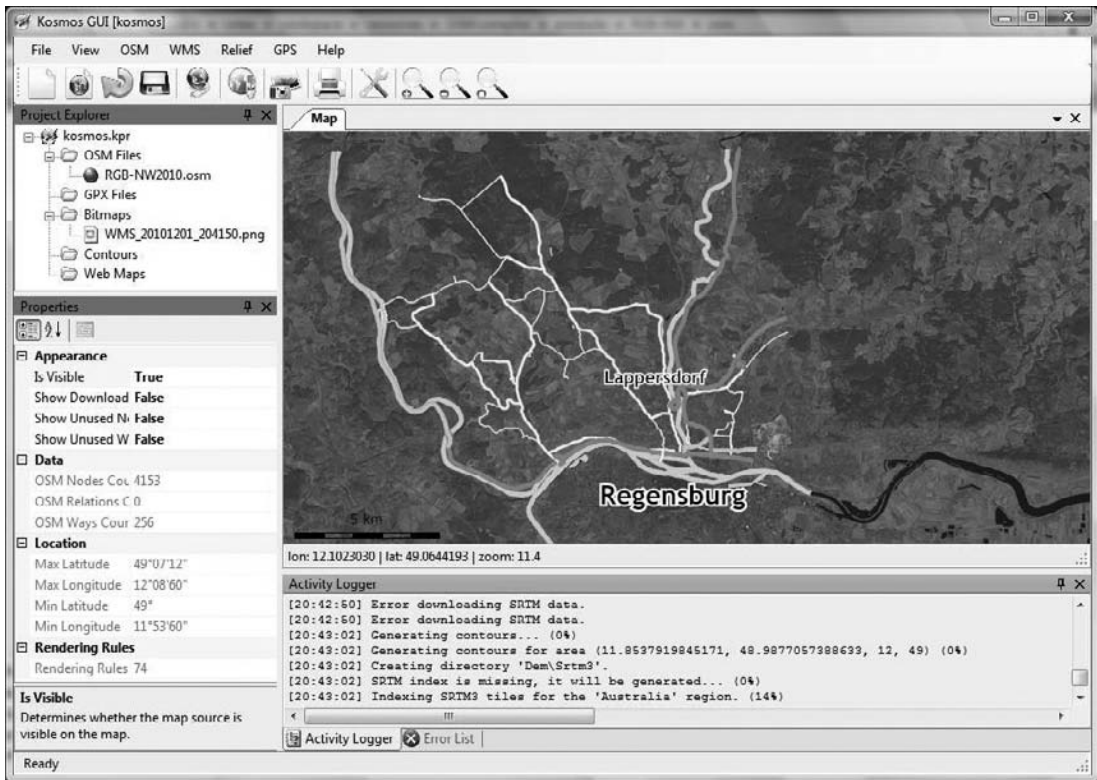 Kosmos GUI [kosmos]
File View OSM WMS Relief GPS Help
Project Explorer
kosmos.kpr
OSM Files
RGB-NW2010.osm
GPX Files
Bitmaps
WMS_20101201_204150.png
Contours
Web Maps
Properties
Appearance
Is Visible True
Show Download False
Show Unused N False
Show Unused W False
Data
OSM Nodes Cou 4153
OSM Relations C 0
OSM Ways Cour 256
Location
Max Latitude 49°07'12"
Max Longitude 12°08'60"
Min Latitude 49°
Min Longitude 11°53'60"
Rendering Rules
Rendering Rules 74
Is Visible
Determines whether the map source is
visible on the map.
Map
Lappersdorf
Regensburg
5 km
lon: 12.1023030 | lat: 49.0644193 | zoom: 11.4
Activity Logger
[20:42:50] Error downloading SRTM data.
[20:42:50] Error downloading SRTM data.
[20:43:02] Generating contours... (0%)
[20:43:02] Generating contours for area (11.8537919845171, 48.9877057388633, 12, 49) (0%)
[20:43:02] Creating directory 'Dem\Srtm3'.
[20:43:02] SRTM index is missing, it will be generated... (0%)
[20:43:02] Indexing SRTM3 tiles for the 'Australia' region. (14%)
Activity Logger Error List
Ready